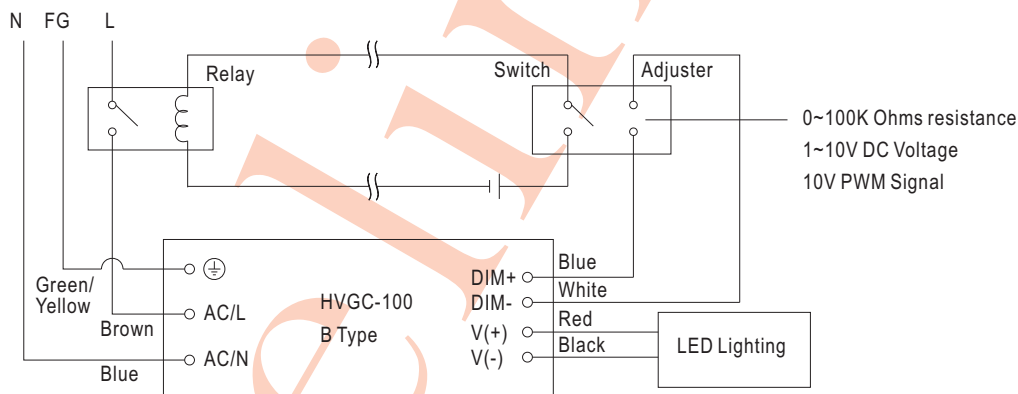 N FG L
Relay
Switch
Adjuster
0~100K Ohms resistance
1~10V DC Voltage
10V PWM Signal
Green/
Yellow
Brown
Blue
AC/L
AC/N
HVGC-100
B Type
DIM+
DIM-
V(+)
V(-)
Blue
White
Red
Black
LED Lighting